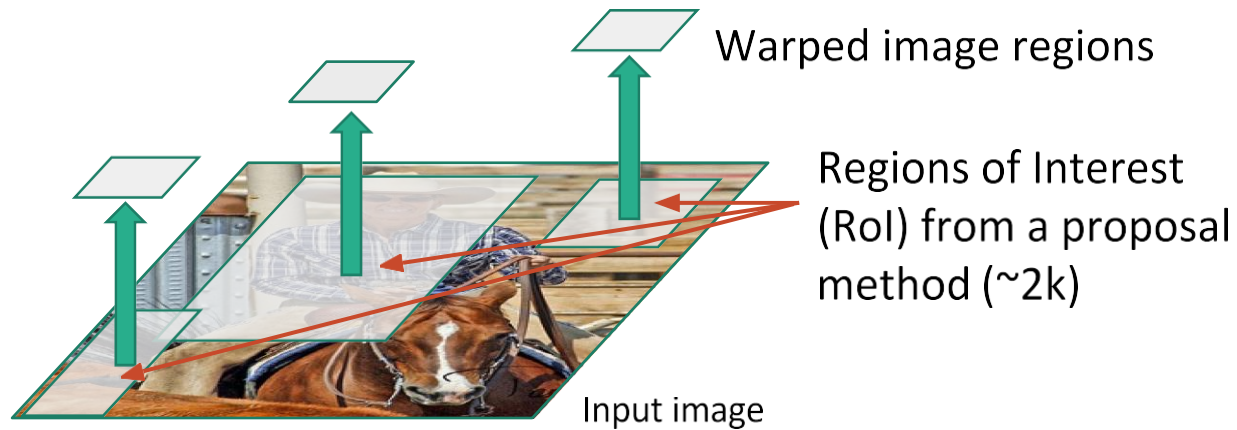 Warped image regions
Regions of Interest
(RoI) from a proposal
method (~2k)
Input image